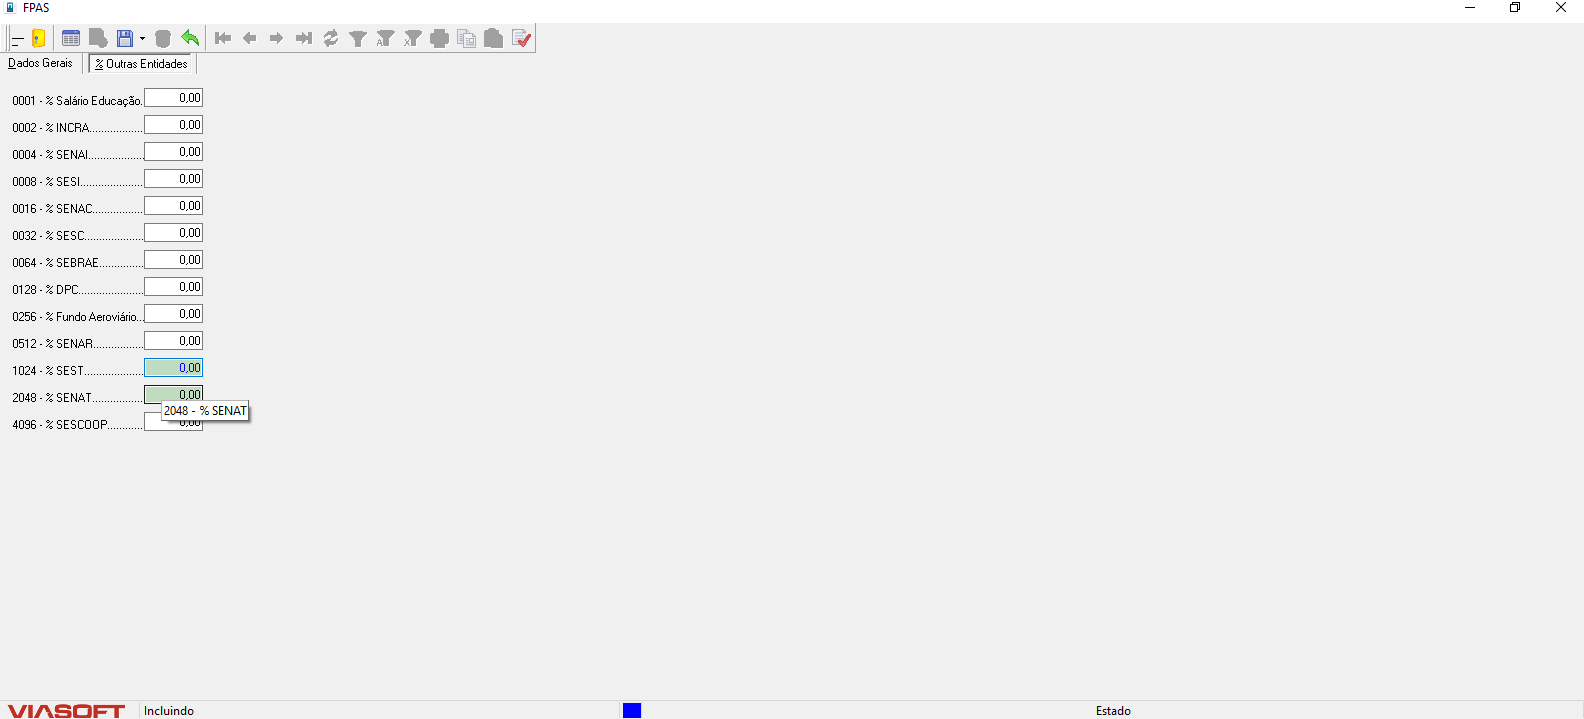 FPAS
Dados Gerais
% Outras Entidades
0001 - % Salário Educação. 0,00
0002 - % INCRA.................. 0,00
0004 - % SENAI................... 0,00
0008 - % SESI..................... 0,00
0016 - % SENAC................. 0,00
0032 - % SESC.................... 0,00
0064 - % SEBRAE............... 0,00
0128 - % DPC...................... 0,00
0256 - % Fundo Aeroviário... 0,00
0512 - % SENAR................. 0,00
1024 - % SEST.................... 0,00
2048 - % SENAT................. 0,00
2048 - % SENAT
4096 - % SESCOOP............ 0,00
VIASOFT
Incluindo
Estado